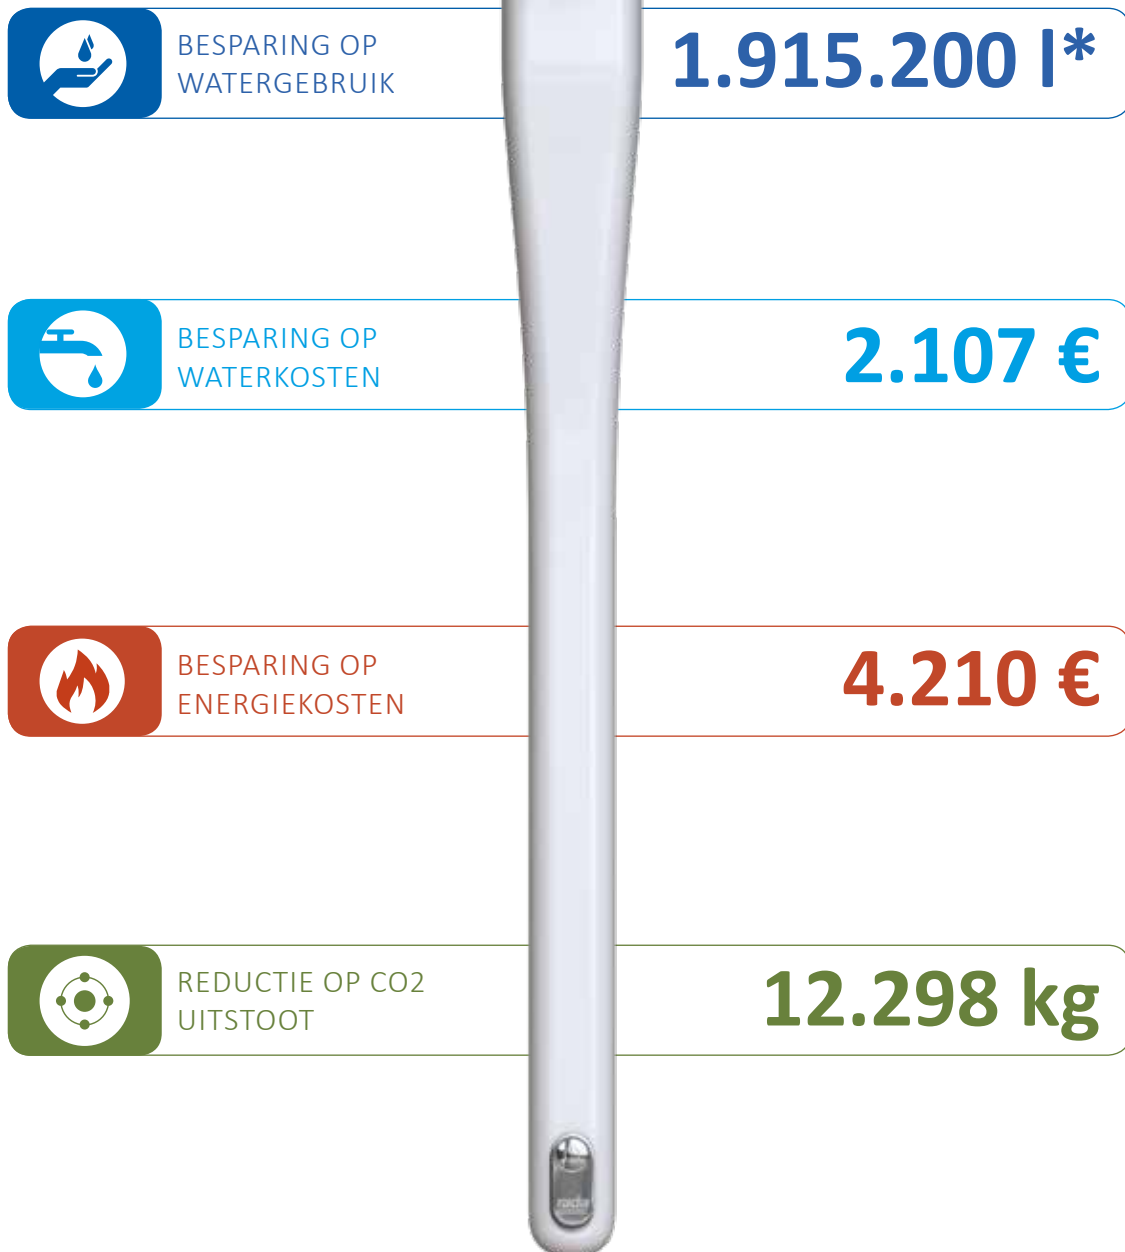 BESPARING OP
WATERGEBRUIK
1.915.200 l*
BESPARING OP
WATERKOSTEN
2.107 €
BESPARING OP
ENERGIEKOSTEN
4.210 €
REDUCTIE OP CO2
UITSTOOT
12.298 kg
rada